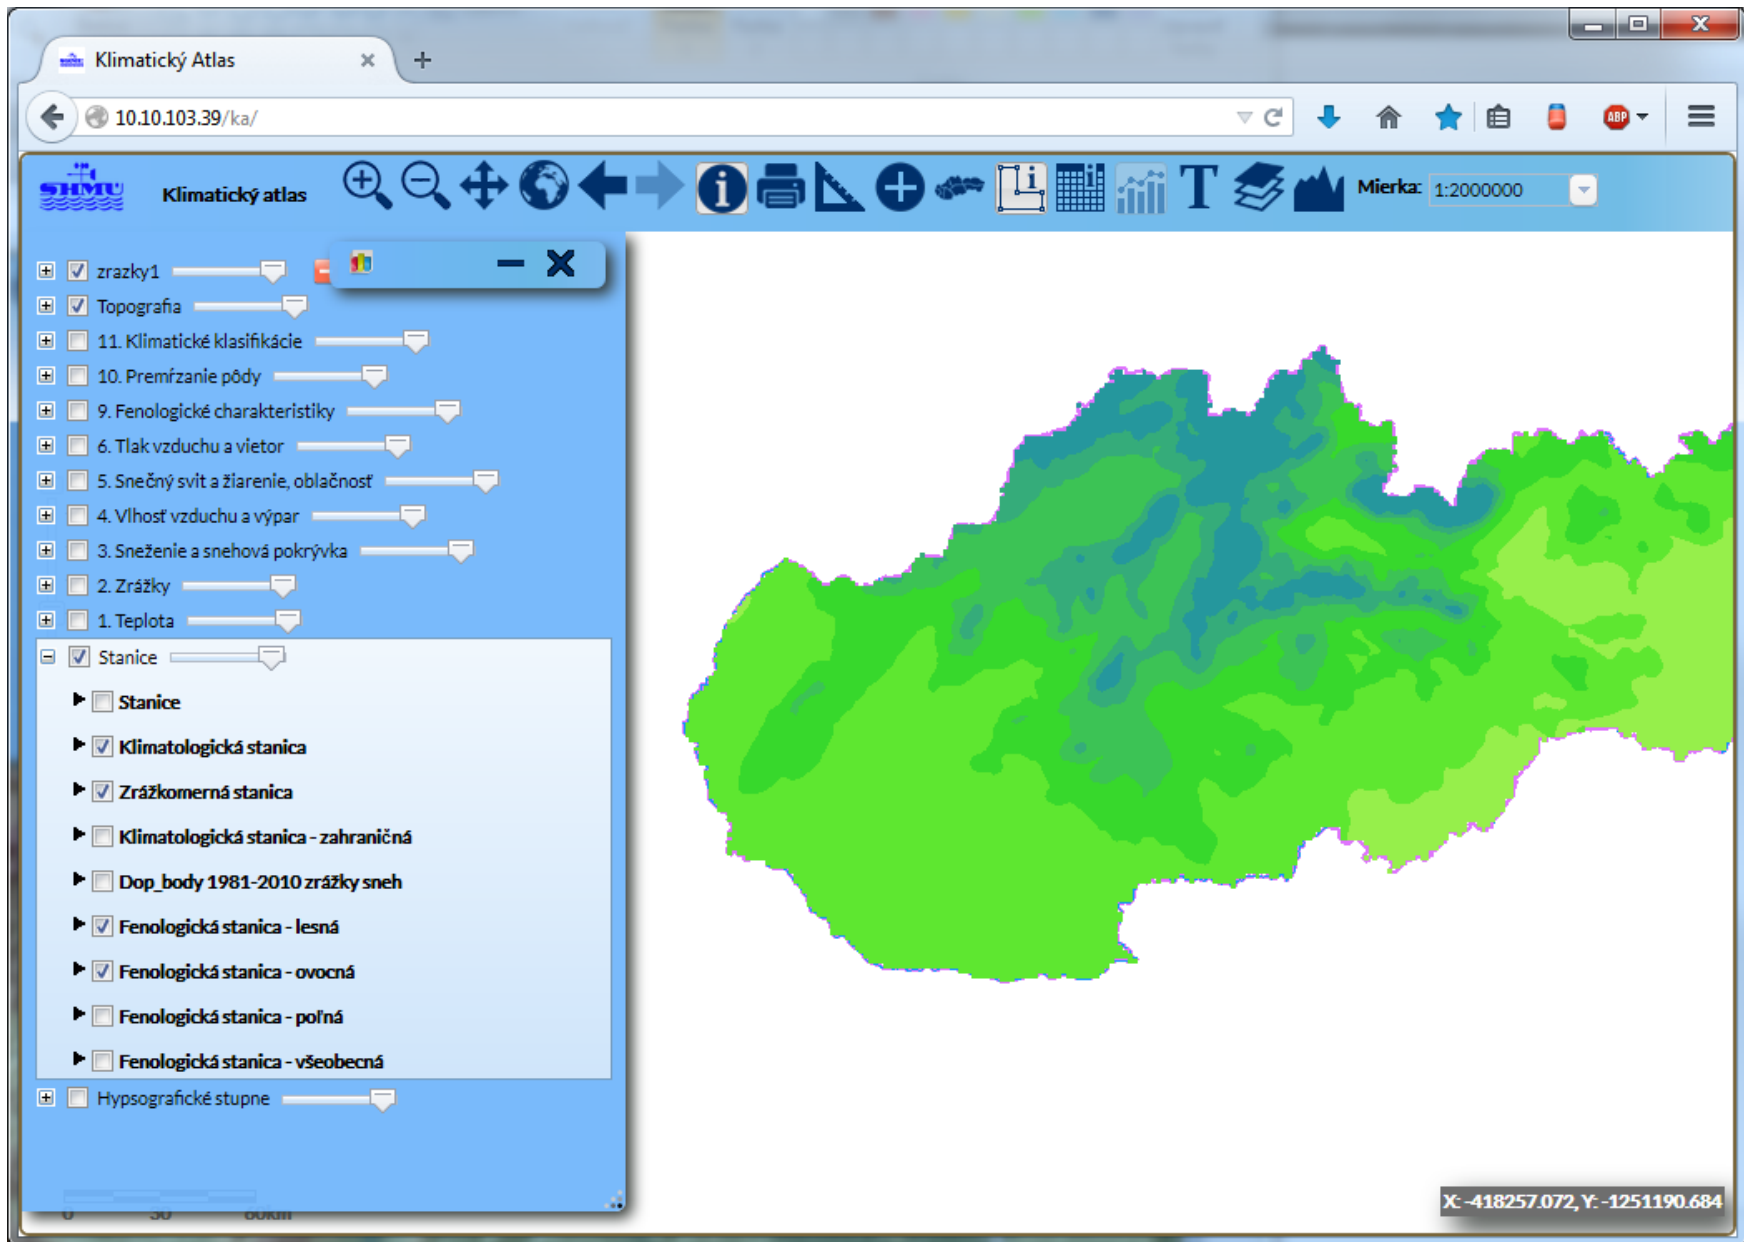 Klimatický Atlas
10.10.103.39/ka/
ABP
SHMU
Klimatický atlas
Mierka:
1:2000000
zrazky1
Topografia
11. Klimatické klasifikácie
10. Premŕzanie pôdy
9. Fenologické charakteristiky
6. Tlak vzduchu a vietor
5. Snečný svit a žiarenie, oblačnosť
4. Vlhosť vzduchu a výpar
3. Sneženie a snehová pokrývka
2. Zrážky
1. Teplota
Stanice
Stanice
Klimatologická stanica
Zrážkomerná stanica
Klimatologická stanica - zahraničná
Dop_body 1981-2010 zrážky sneh
Fenologická stanica - lesná
Fenologická stanica - ovocná
Fenologická stanica - poľná
Fenologická stanica - všeobecná
Hypsografické stupne
0 30 60km
X: -418257.072, Y: -1251190.684